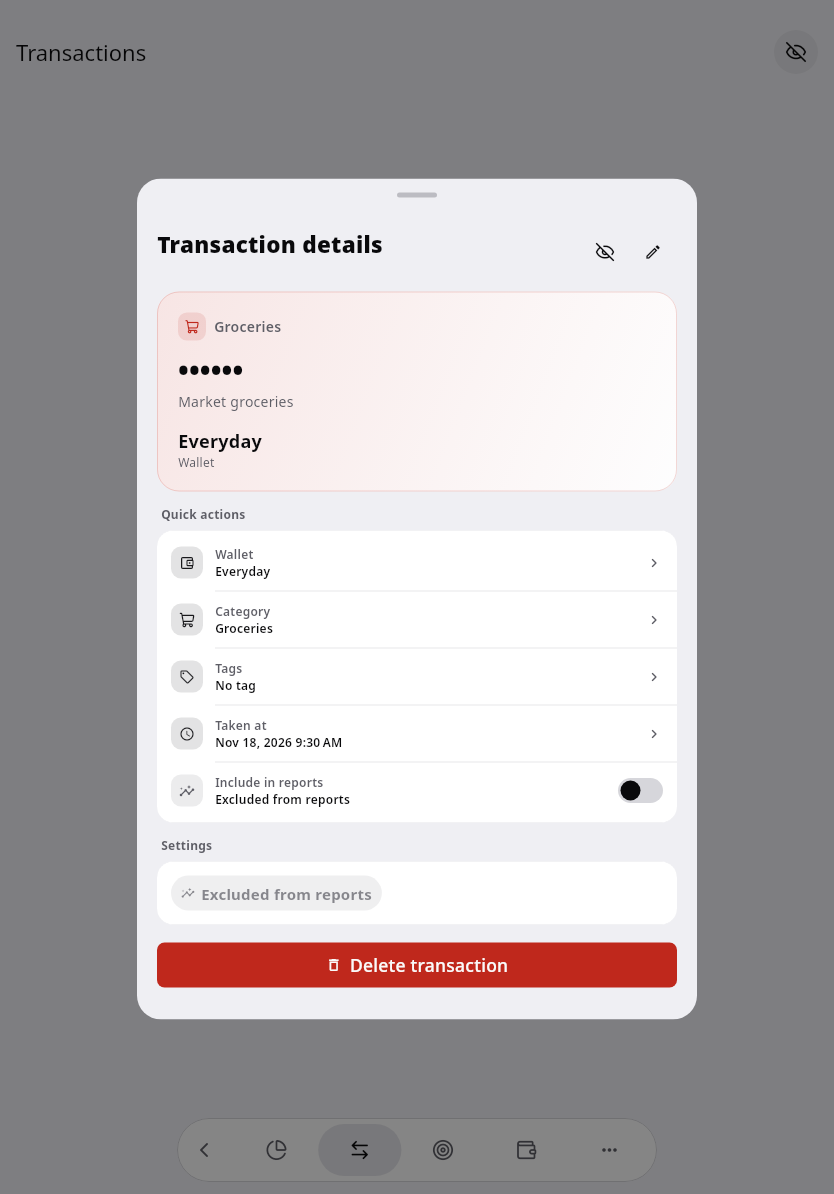 Transactions
Transaction details
Groceries
••••••
Market groceries
Everyday
Wallet
Quick actions
Wallet
Everyday
Category
Groceries
Tags
No tag
Taken at
Nov 18, 2026 9:30 AM
Include in reports
Excluded from reports
Settings
Excluded from reports
Delete transaction